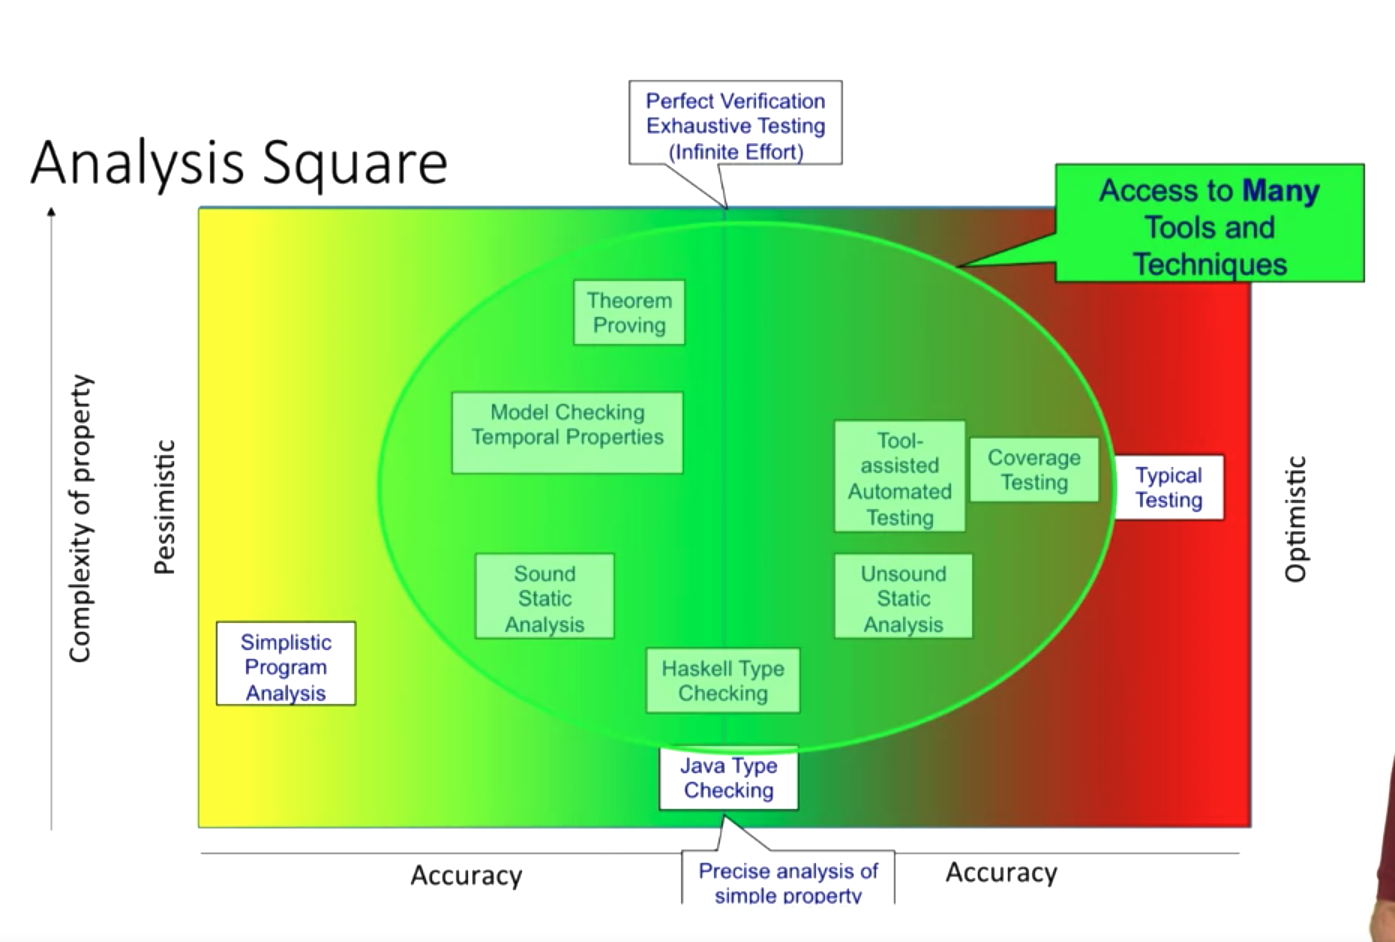 Perfect Verification
Exhaustive Testing
(Infinite Effort)
Analysis Square
Access to Many
Tools and
Techniques
Theorem
Proving
Model Checking
Temporal Properties
Tool-
assisted
Automated
Testing
Coverage
Testing
Typical
Testing
Complexity of property
Pessimistic
Optimistic
Sound
Static
Analysis
Unsound
Static
Analysis
Simplistic
Program
Analysis
Haskell Type
Checking
Java Type
Checking
Accuracy
Precise analysis of
simple property
Accuracy